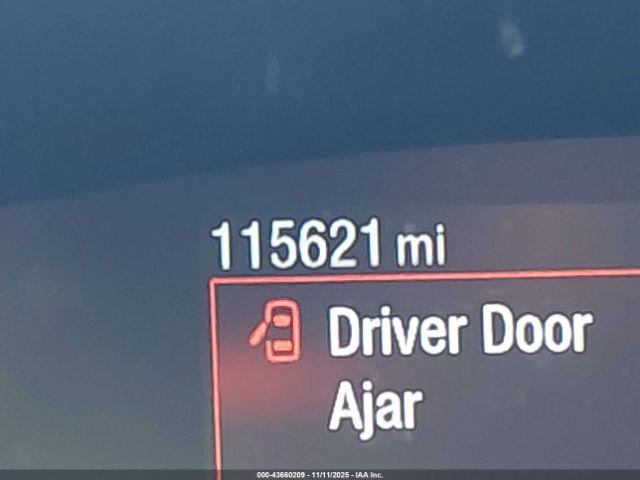 115621 mi
Driver Door
Ajar
000-43660209 - 11/11/2025 - IAA Inc.